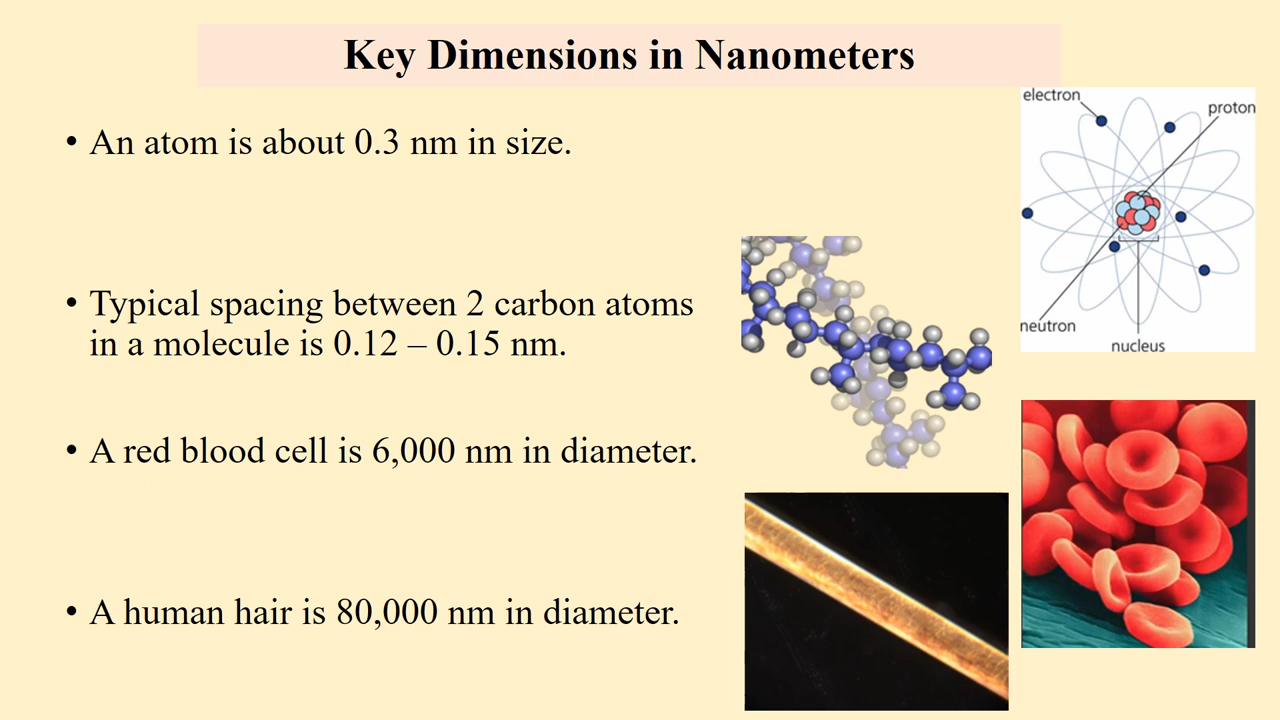 Key Dimensions in Nanometers
• An atom is about 0.3 nm in size.
• Typical spacing between 2 carbon atoms
in a molecule is 0.12 – 0.15 nm.
• A red blood cell is 6,000 nm in diameter.
• A human hair is 80,000 nm in diameter.
electron
proton
neutron
nucleus